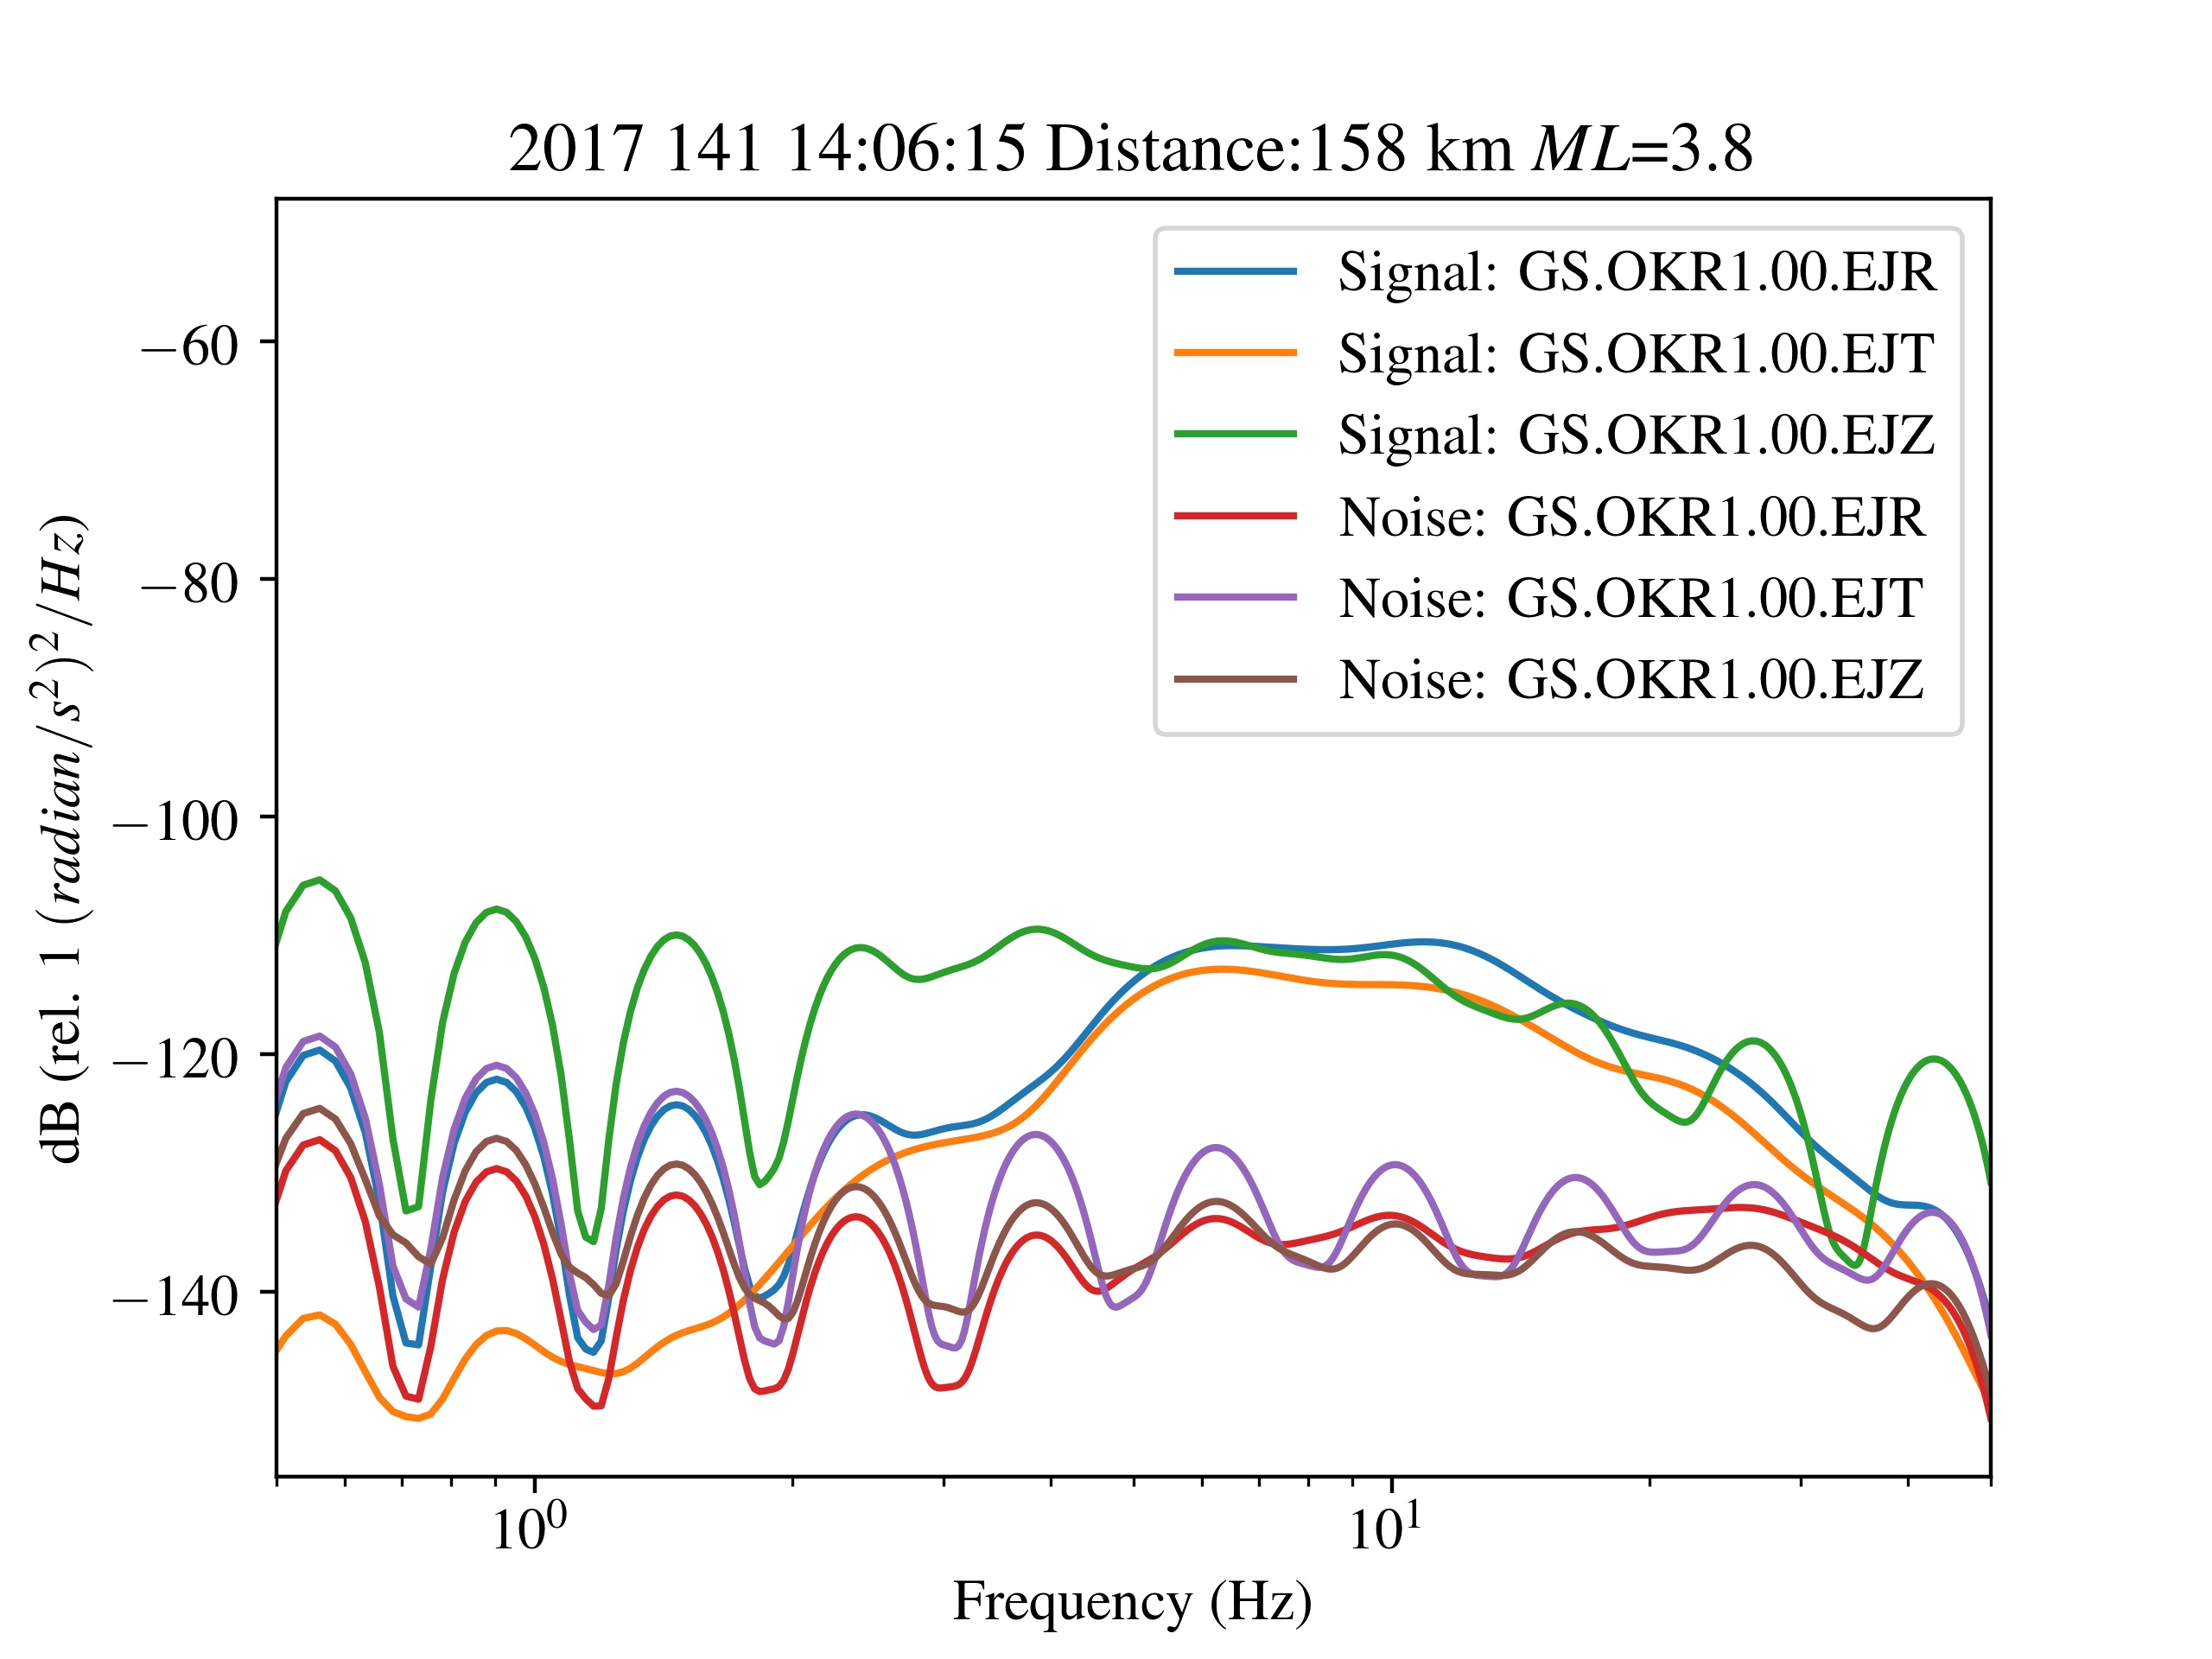 2017 141 14:06:15 Distance:158 km ML=3.8
Signal: GS.OKR1.00.EJR
Signal: GS.OKR1.00.EJT
Signal: GS.OKR1.00.EJZ
Noise: GS.OKR1.00.EJR
Noise: GS.OKR1.00.EJT
Noise: GS.OKR1.00.EJZ
−60
−80
−100
−120
−140
dB (rel. 1 (radian/s²)²/Hz)
10⁰
10¹
Frequency (Hz)